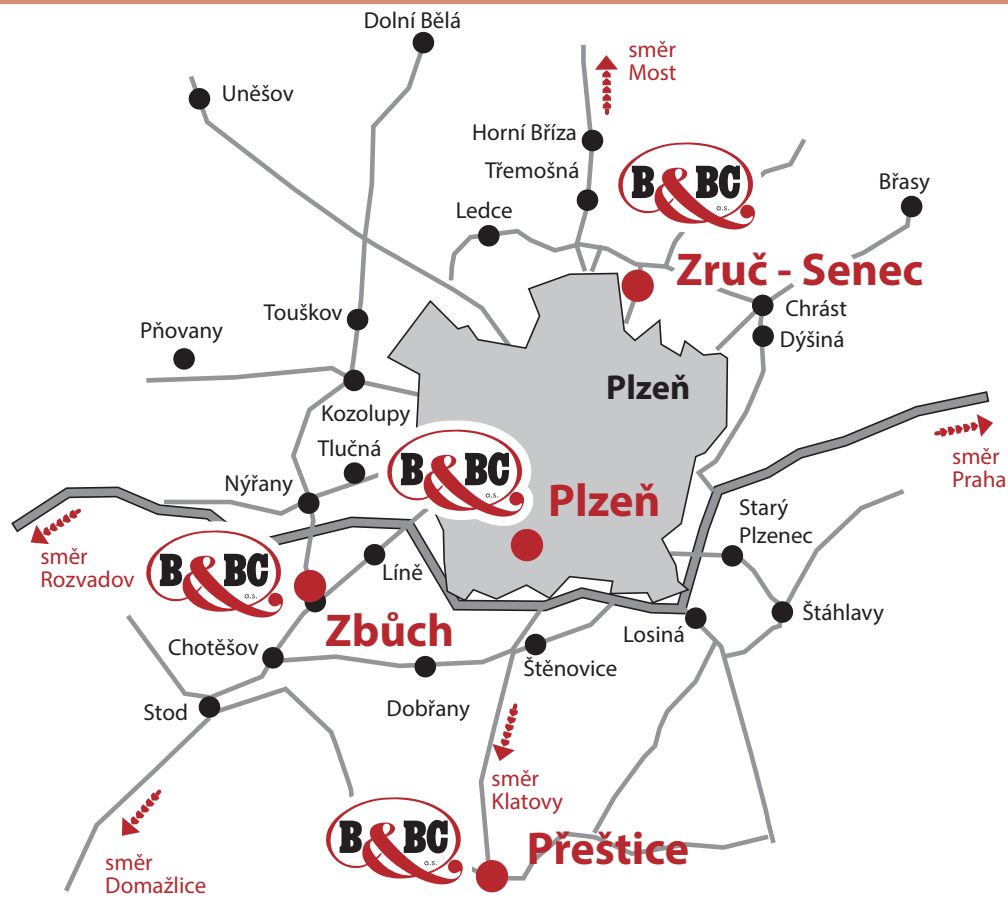 Dolní Bělá
směr
Most
Uněšov
Horní Bříza
Třemošná
B&BC
a.s.
Břasy
Ledce
Zruč - Senec
Touškov
Chrást
Pňovany
Dýšiná
Plzeň
Kozolupy
Tlučná
B&BC
a.s.
směr
Praha
Nýřany
Plzeň
Starý
Plzenec
směr
Rozvadov
B&BC
a.s.
Líně
Zbůch
Losiná
Štáhlavy
Chotěšov
Štěnovice
Stod
Dobřany
směr
Klatovy
B&BC
a.s.
Přeštice
směr
Domažlice